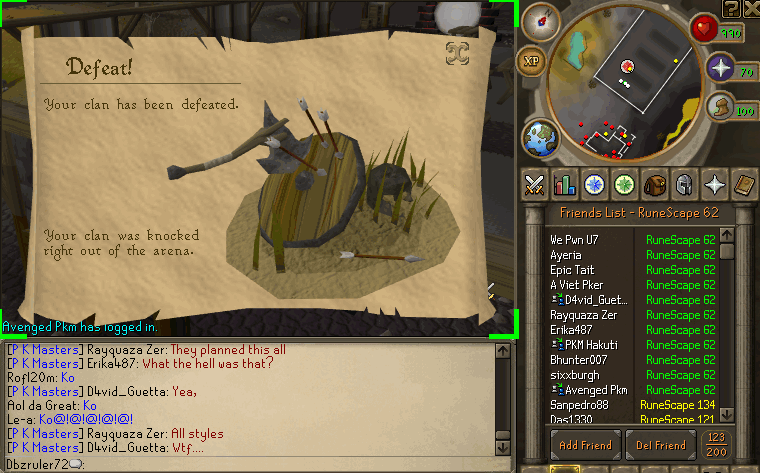 Defeat!
Your clan has been defeated.
Your clan was knocked
right out of the arena.
Avenged Pkm has logged in.
[P K Masters] Rayquaza Zer: They planned this all
[P K Masters] Erika487: What the hell was that?
Rofl20m: Ko
[P K Masters] D4vid_Guetta: Yea,
Aol da Great: Ko
Le-a: Ko@!@!@!@!@!
[P K Masters] Rayquaza Zer: All styles
[P K Masters] D4vid_Guetta: Wtf....
Dbzruler72:
?
XP
990
70
100
Friends List - RuneScape 62
We Pwn U7 RuneScape 62
Ayeria RuneScape 62
Epic Tait RuneScape 62
A Viet Pker RuneScape 62
D4vid_Guet... RuneScape 62
Rayquaza Zer RuneScape 62
Erika487 RuneScape 62
PKM Hakuti RuneScape 62
Bhunter007 RuneScape 62
sixxburgh RuneScape 62
Avenged Pkm RuneScape 62
Sanpedro88 RuneScape 134
Das1330 RuneScape 121
Add Friend
Del Friend
123
200